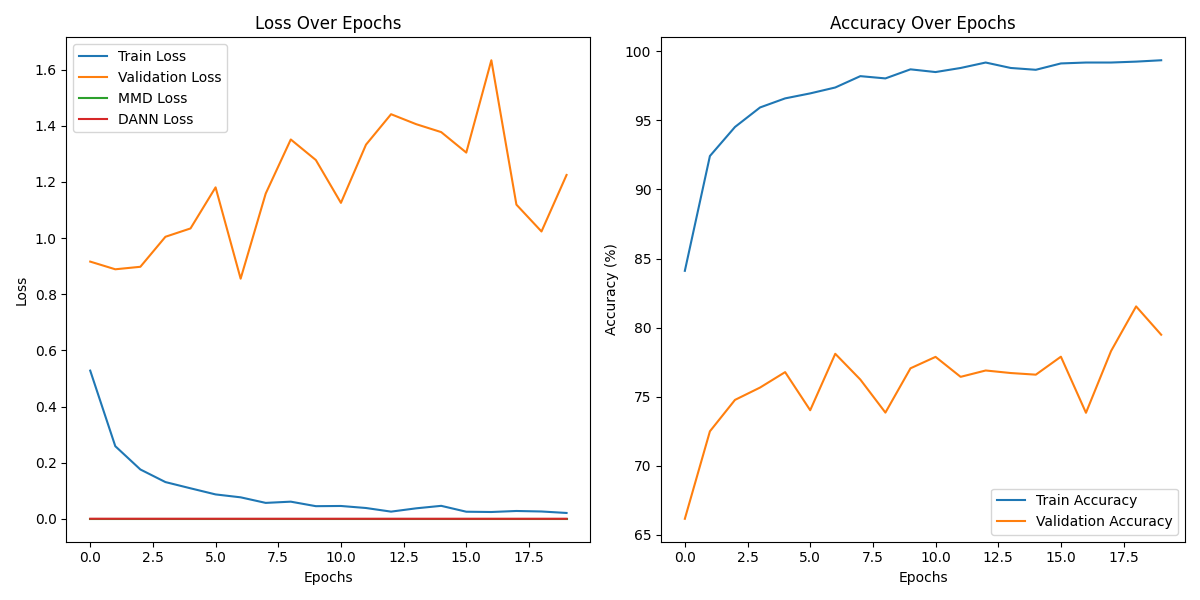 Loss Over Epochs
Train Loss
Validation Loss
MMD Loss
DANN Loss
1.6
1.4
1.2
1.0
0.8
0.6
0.4
0.2
0.0
Loss
0.0 2.5 5.0 7.5 10.0 12.5 15.0 17.5
Epochs
Accuracy Over Epochs
100
95
90
85
80
75
70
65
Accuracy (%)
Train Accuracy
Validation Accuracy
0.0 2.5 5.0 7.5 10.0 12.5 15.0 17.5
Epochs